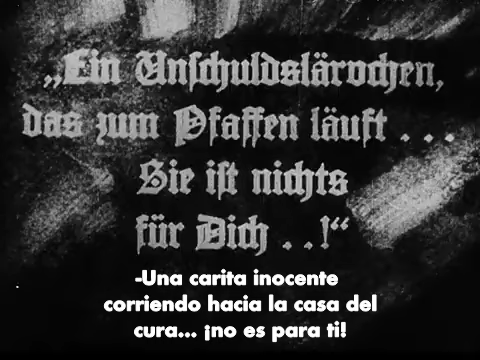 „Ein Unschuldslärvchen,
das zum Pfaffen läuft . . .
Sie ist nichts
für Dich . . !“
-Una carita inocente
corriendo hacia la casa del
cura... ¡no es para ti!